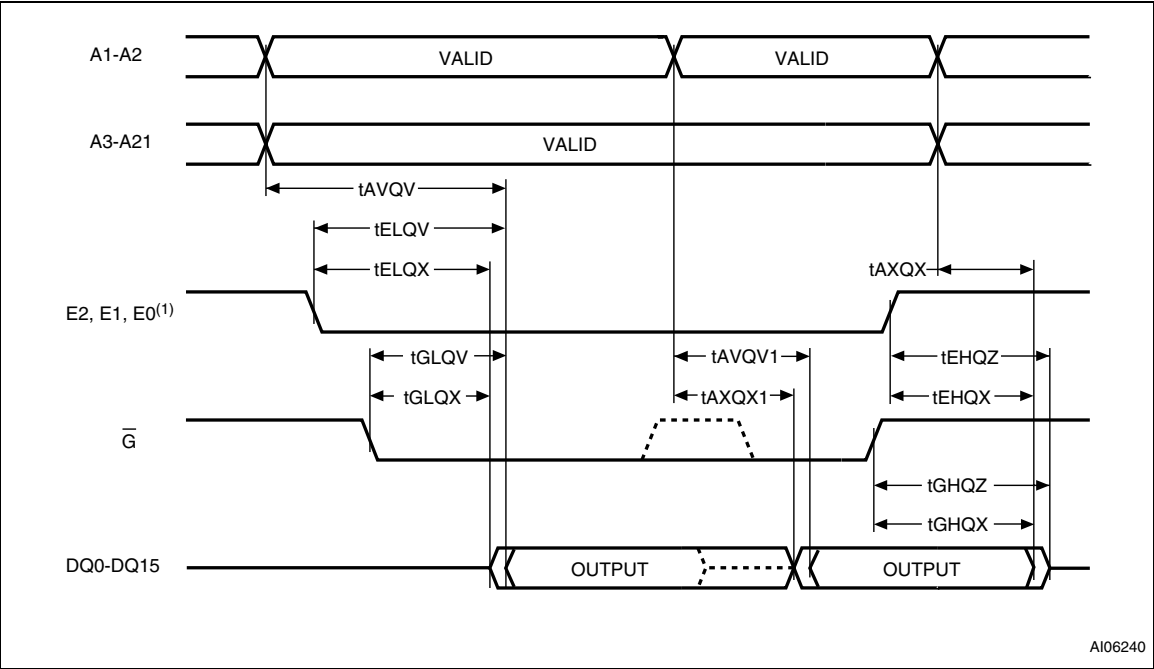 A1-A2
VALID
VALID
A3-A21
VALID
tAVQV
tELQV
tELQX
tAXQX
E2, E1, E0(1)
tGLQV
tAVQV1
tEHQZ
tGLQX
tAXQX1
tEHQX
G̅
tGHQZ
tGHQX
DQ0-DQ15
OUTPUT
OUTPUT
AI06240